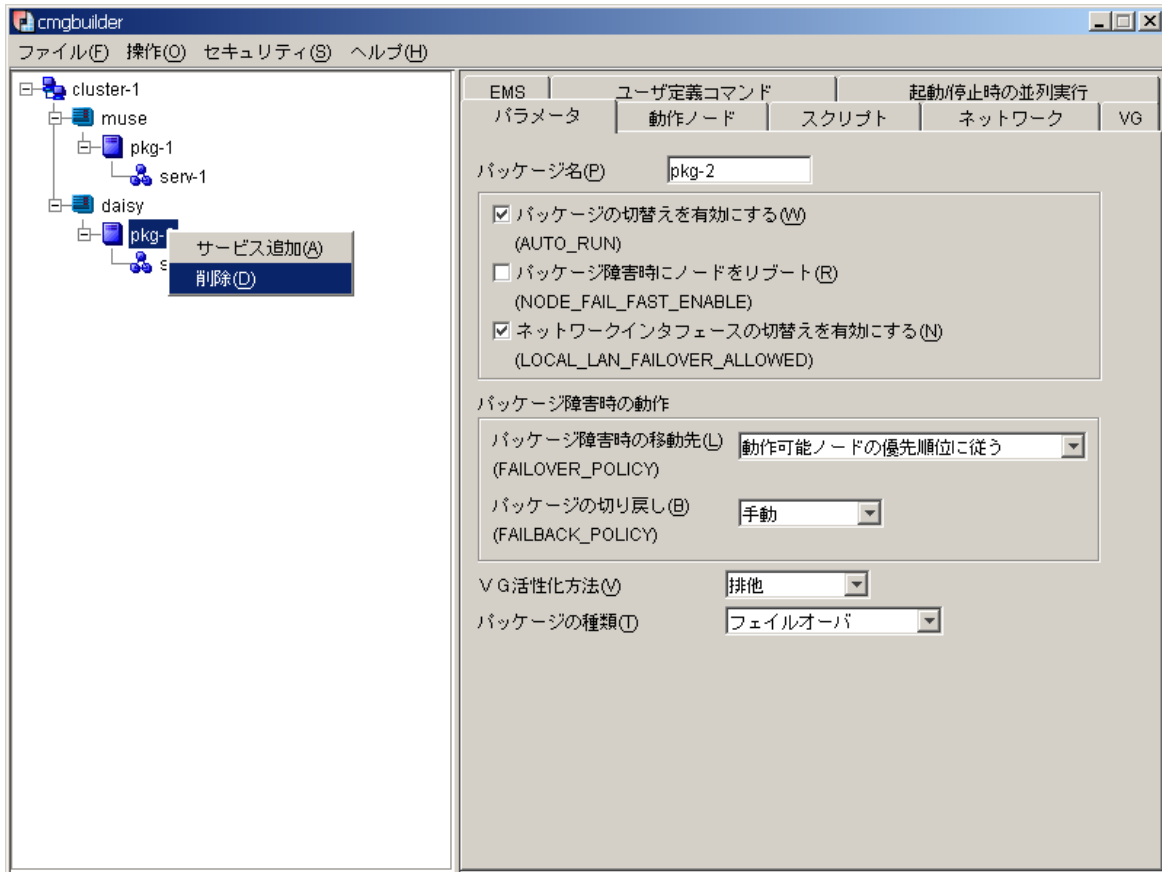 cmgbuilder
ファイル(F) 操作(O) セキュリティ(S) ヘルプ(H)
cluster-1
muse
pkg-1
serv-1
daisy
pkg-
s
サービス追加(A)
削除(D)
EMS ユーザ定義コマンド 起動/停止時の並列実行
パラメータ 動作ノード スクリプト ネットワーク VG
パッケージ名(P) pkg-2
パッケージの切替えを有効にする(W)
(AUTO_RUN)
パッケージ障害時にノードをリブート(R)
(NODE_FAIL_FAST_ENABLE)
ネットワークインタフェースの切替えを有効にする(N)
(LOCAL_LAN_FAILOVER_ALLOWED)
パッケージ障害時の動作
パッケージ障害時の移動先(L) 動作可能ノードの優先順位に従う
(FAILOVER_POLICY)
パッケージの切り戻し(B) 手動
(FAILBACK_POLICY)
ＶＧ活性化方法(V) 排他
パッケージの種類(T) フェイルオーバ